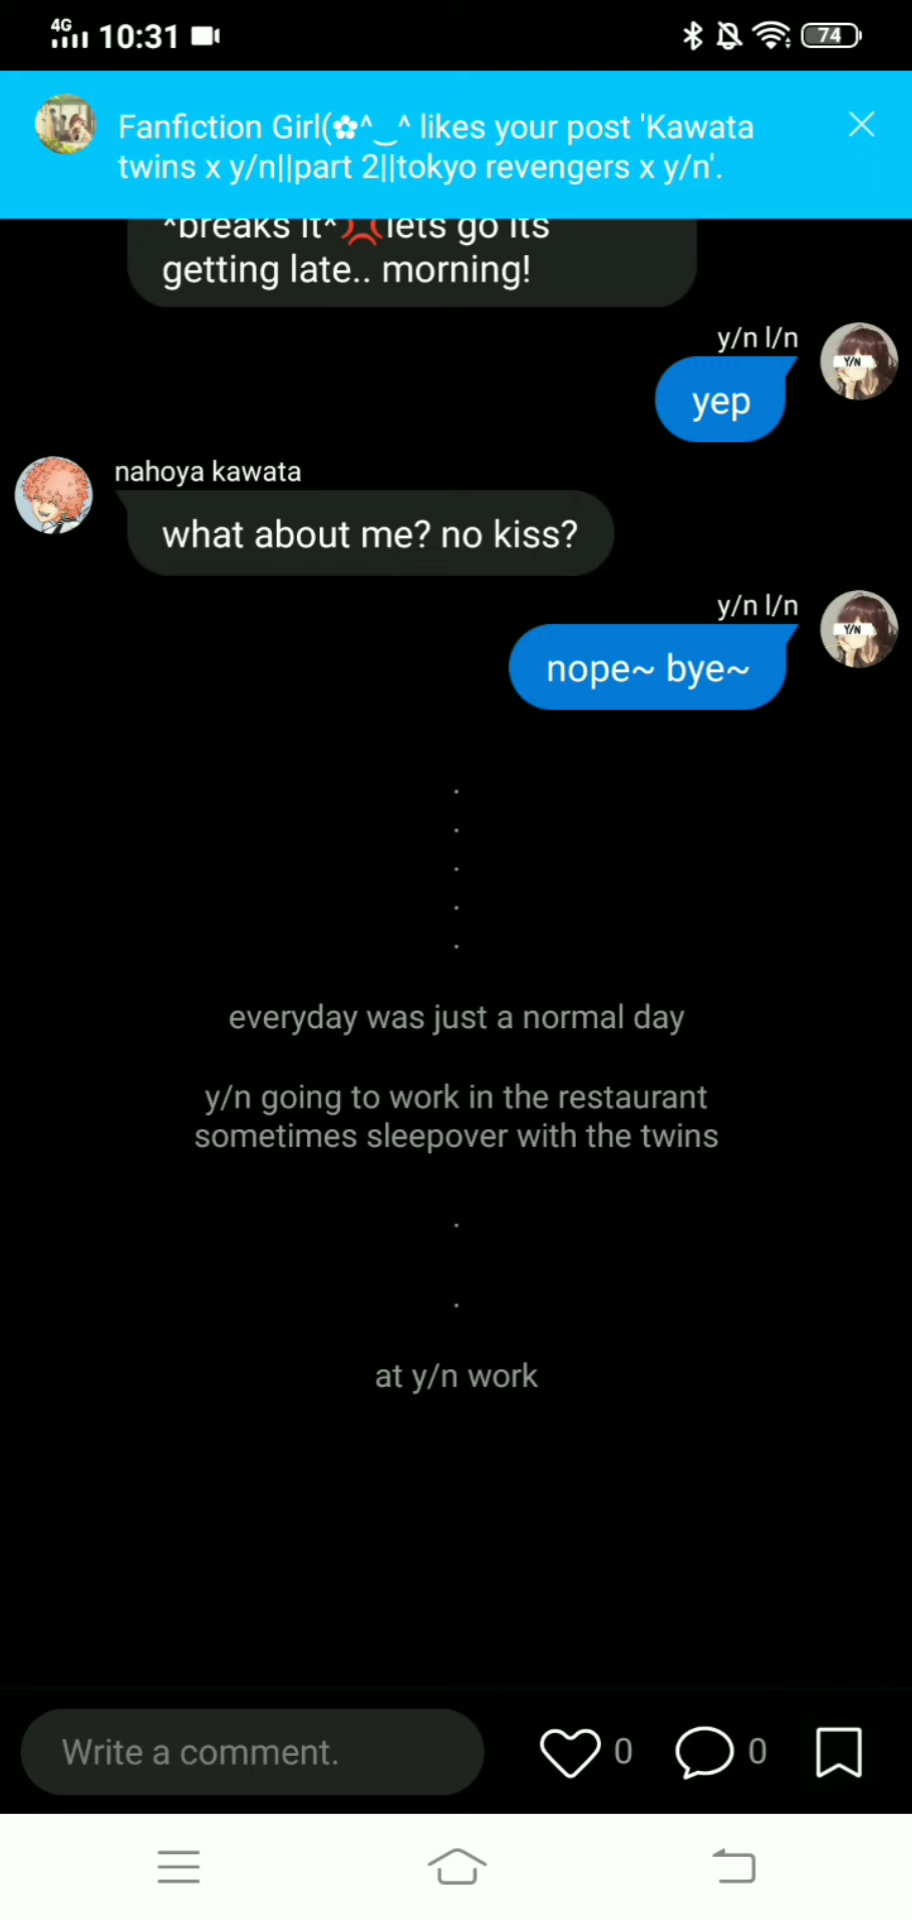 4G 10:31 74
Fanfiction Girl(✿^‿^ likes your post 'Kawata
twins x y/n||part 2||tokyo revengers x y/n'.
*breaks it*💢lets go its
getting late.. morning!
y/n l/n
Y/N
yep
nahoya kawata
what about me? no kiss?
y/n l/n
Y/N
nope~ bye~
.
.
.
.
.
everyday was just a normal day
y/n going to work in the restaurant
sometimes sleepover with the twins
.
.
at y/n work
Write a comment.
0
0